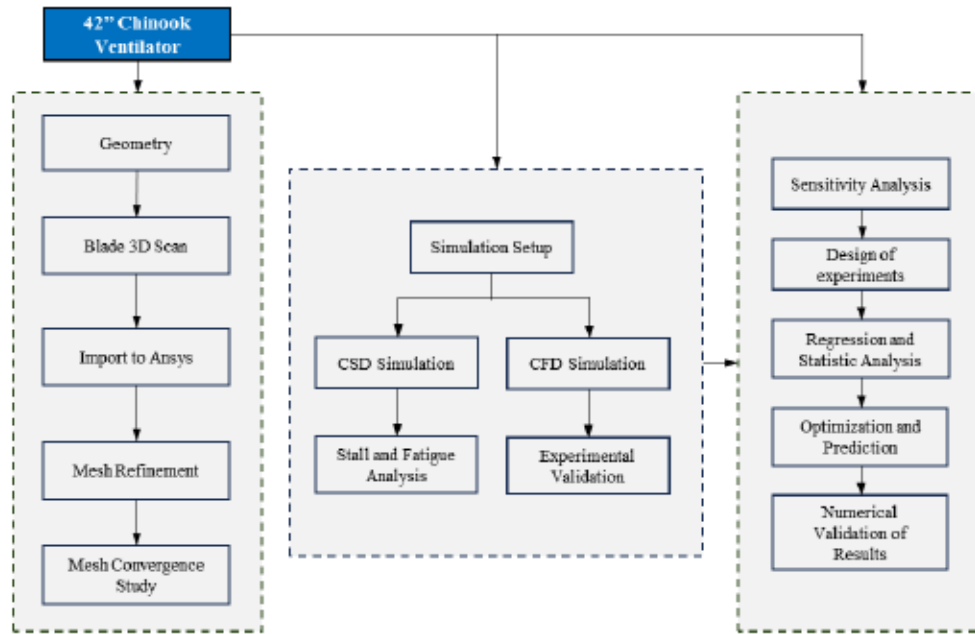 42” Chinook
Ventilator
Geometry
Blade 3D Scan
Import to Ansys
Mesh Refinement
Mesh Convergence
Study
Simulation Setup
CSD Simulation
CFD Simulation
Stall and Fatigue
Analysis
Experimental
Validation
Sensitivity Analysis
Design of
experiments
Regression and
Statistic Analysis
Optimization and
Prediction
Numerical
Validation of
Results